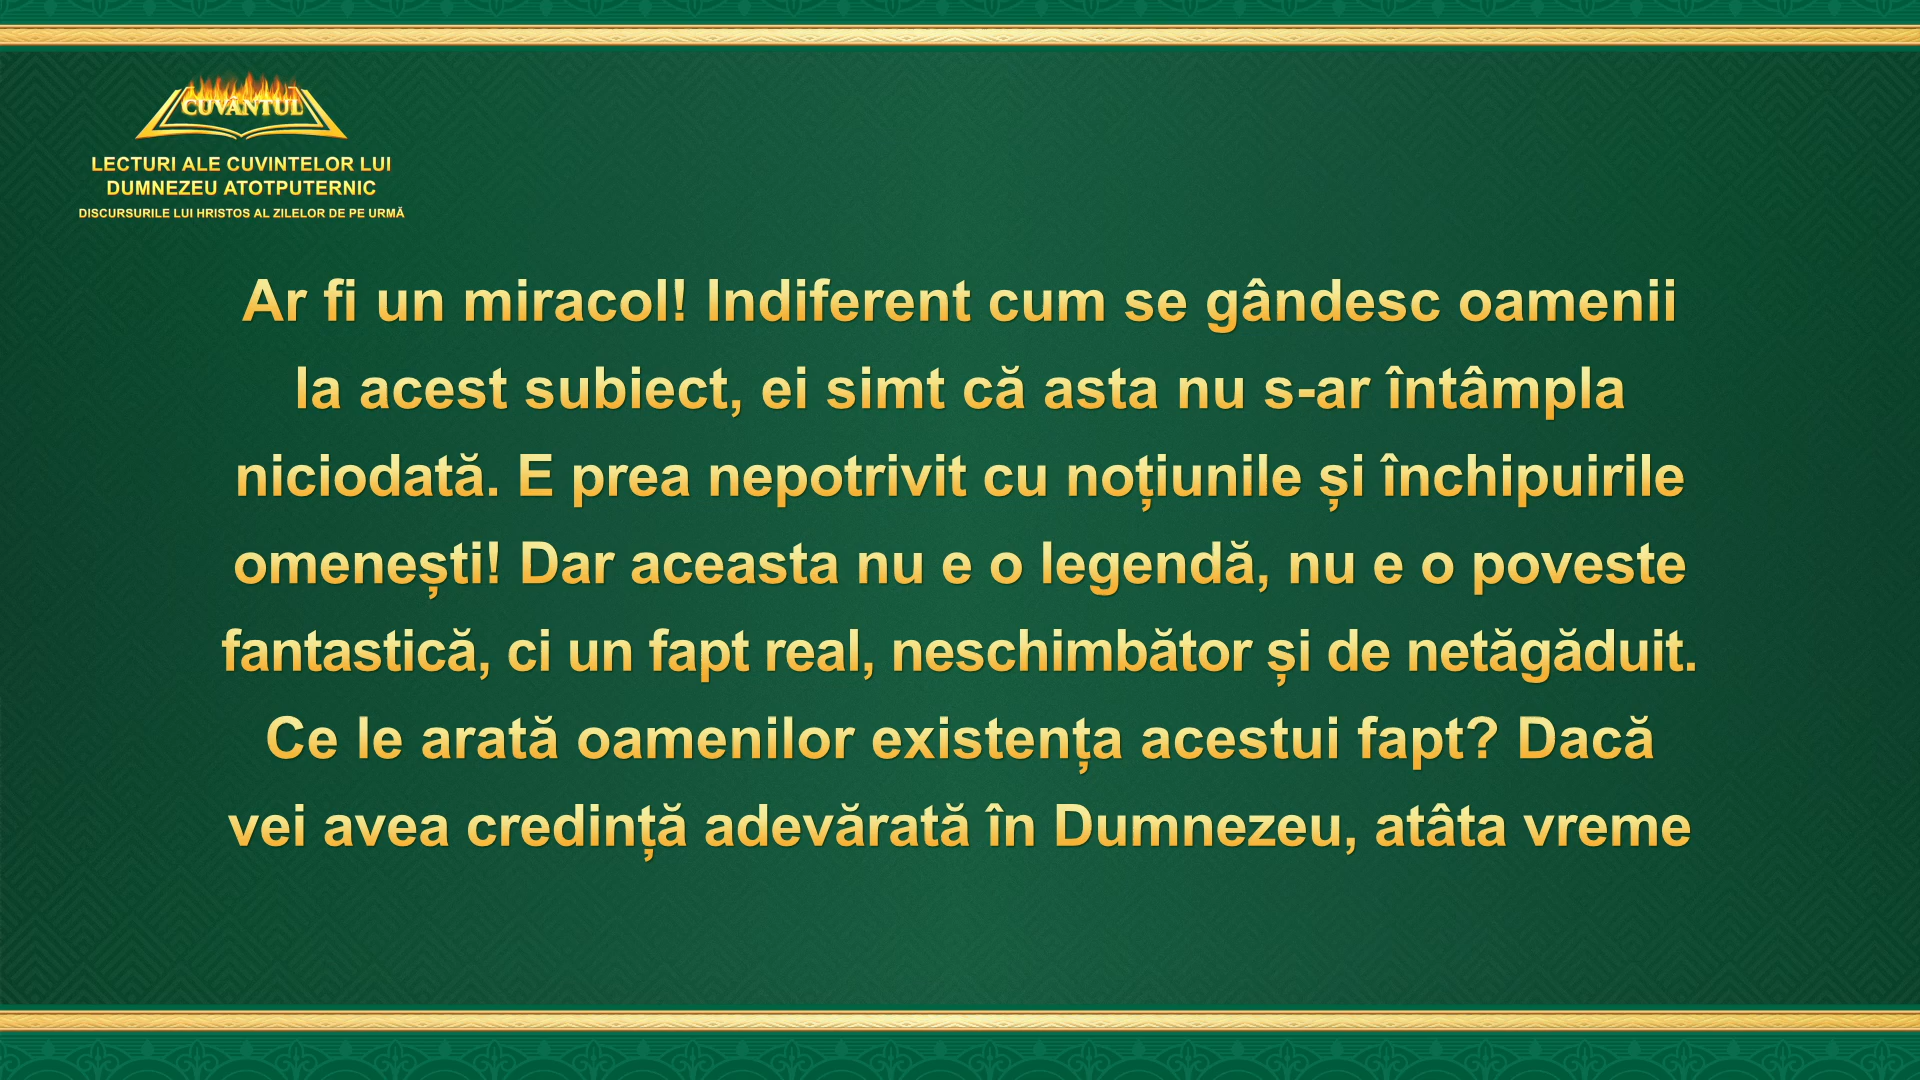 CUVÂNTUL
LECTURI ALE CUVINTELOR LUI
DUMNEZEU ATOTPUTERNIC
DISCURSURILE LUI HRISTOS AL ZILELOR DE PE URMĂ
Ar fi un miracol! Indiferent cum se gândesc oamenii
la acest subiect, ei simt că asta nu s-ar întâmpla
niciodată. E prea nepotrivit cu noțiunile și închipuirile
omenești! Dar aceasta nu e o legendă, nu e o poveste
fantastică, ci un fapt real, neschimbător și de netăgăduit.
Ce le arată oamenilor existența acestui fapt? Dacă
vei avea credință adevărată în Dumnezeu, atâta vreme